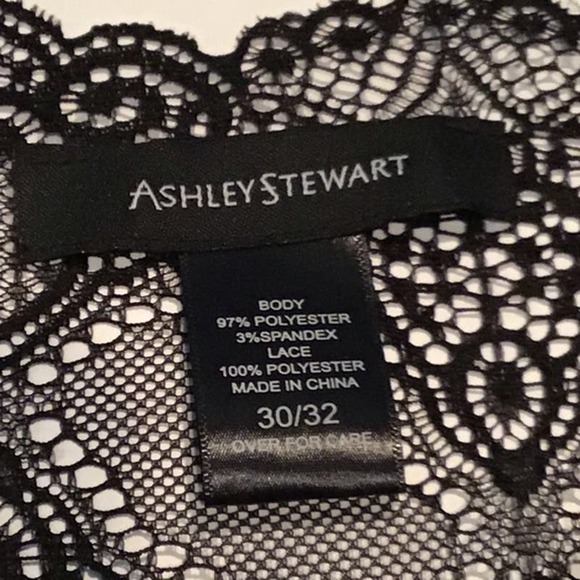 ASHLEY STEWART
BODY
97% POLYESTER
3%SPANDEX
LACE
100% POLYESTER
MADE IN CHINA
30/32
OVER FOR CARE